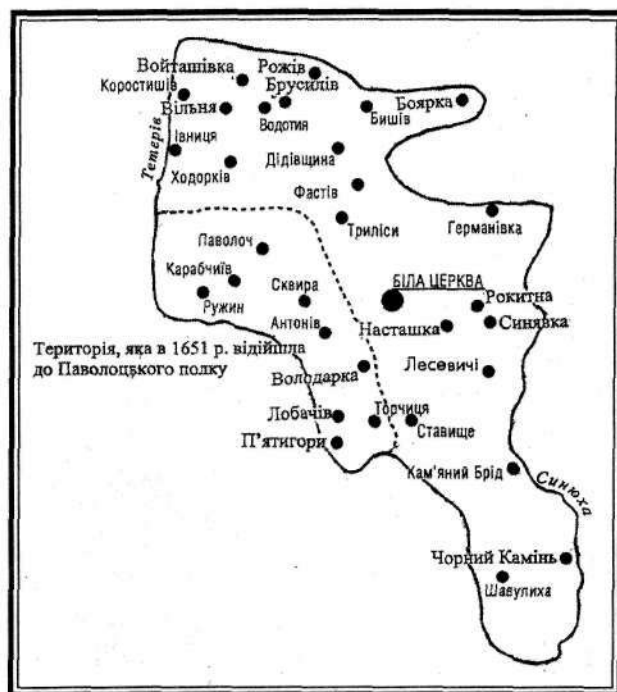 Войташівка
Рожів
Коростишів
Брусилів
Вільня
Водотия
Бишів
Боярка
Івниця
Тетерів
Ходорків
Дідівщина
Фастів
Триліси
Германівка
Паволоч
Карабчиїв
Сквира
Ружин
Антонів
БІЛА ЦЕРКВА
Рокитна
Насташка
Синявка
Територія, яка в 1651 р. відійшла
до Паволоцького полку
Лесевичі
Володарка
Лобачів
Торчиця
Ставище
П'ятигори
Кам'яний Брід
Синюха
Чорний Камінь
Шавулиха